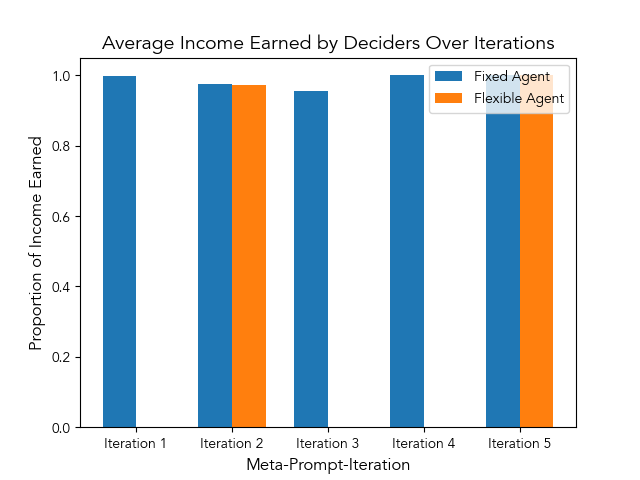 Average Income Earned by Deciders Over Iterations
Proportion of Income Earned
1.0
0.8
0.6
0.4
0.2
0.0
Fixed Agent
Flexible Agent
Iteration 1
Iteration 2
Iteration 3
Iteration 4
Iteration 5
Meta-Prompt-Iteration